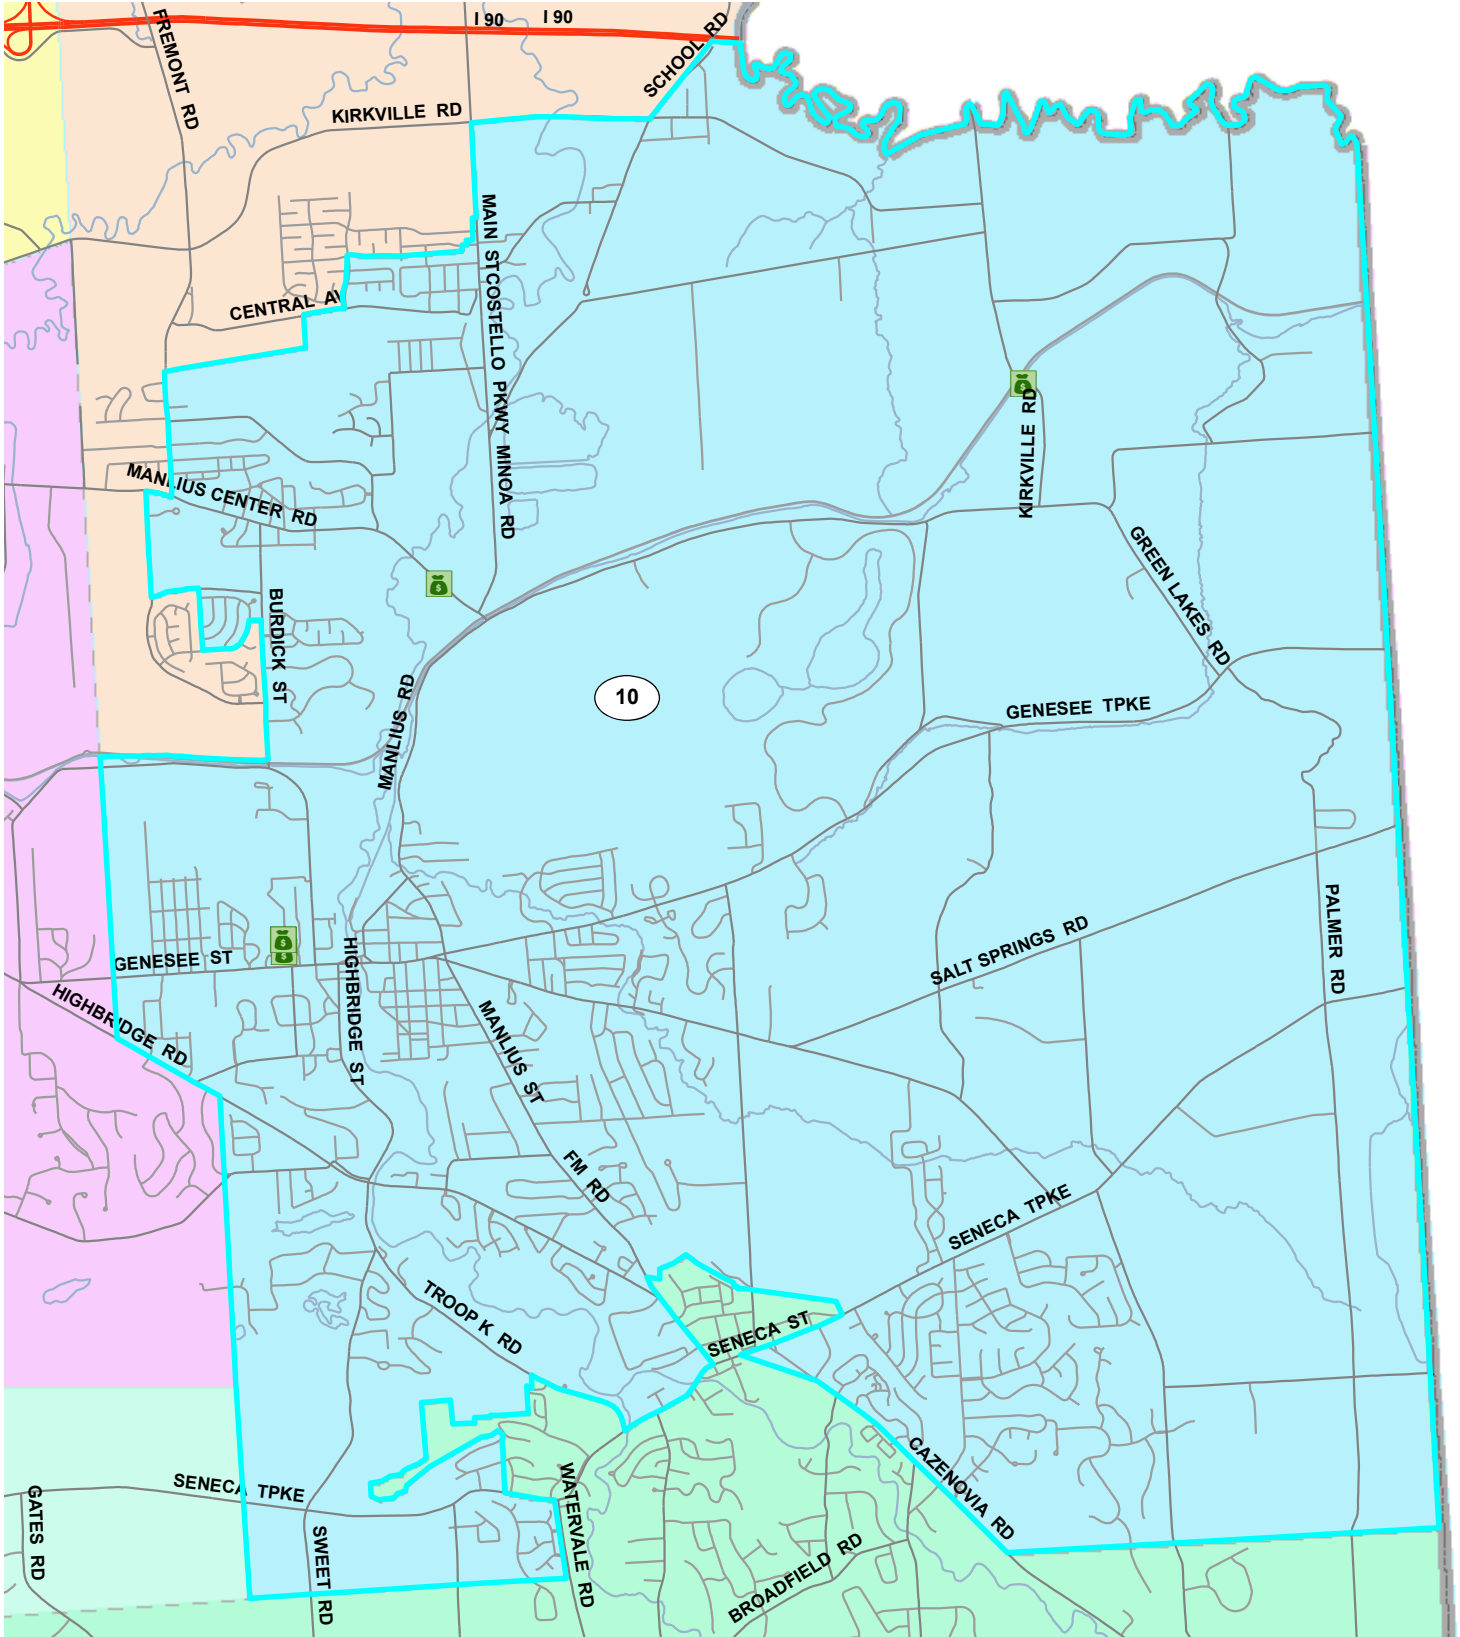 I 90
I 90
FREMONT RD
SCHOOL RD
KIRKVILLE RD
MAIN ST
COSTELLO PKWY
MINOA RD
CENTRAL AV
KIRKVILLE RD
MANLIUS CENTER RD
GREEN LAKES RD
BURDICK ST
MANLIUS RD
10
GENESEE TPKE
PALMER RD
SALT SPRINGS RD
GENESEE ST
HIGHBRIDGE ST
HIGHBRIDGE RD
MANLIUS ST
FM RD
SENECA TPKE
TROOP K RD
SENECA ST
CAZENOVIA RD
SENECA TPKE
GATES RD
SWEET RD
WATERVALE RD
BROADFIELD RD
$
$
$
$